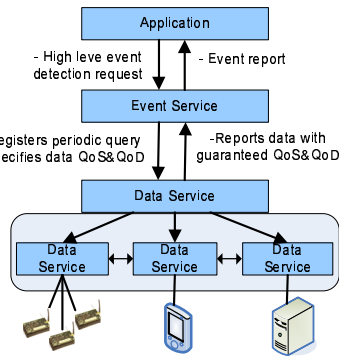 Application
- High leve event
detection request
- Event report
Event Service
egisters periodic query
pecifies data QoS&QoD
-Reports data with
guaranteed QoS&QoD
Data Service
Data
Service
Data
Service
Data
Service